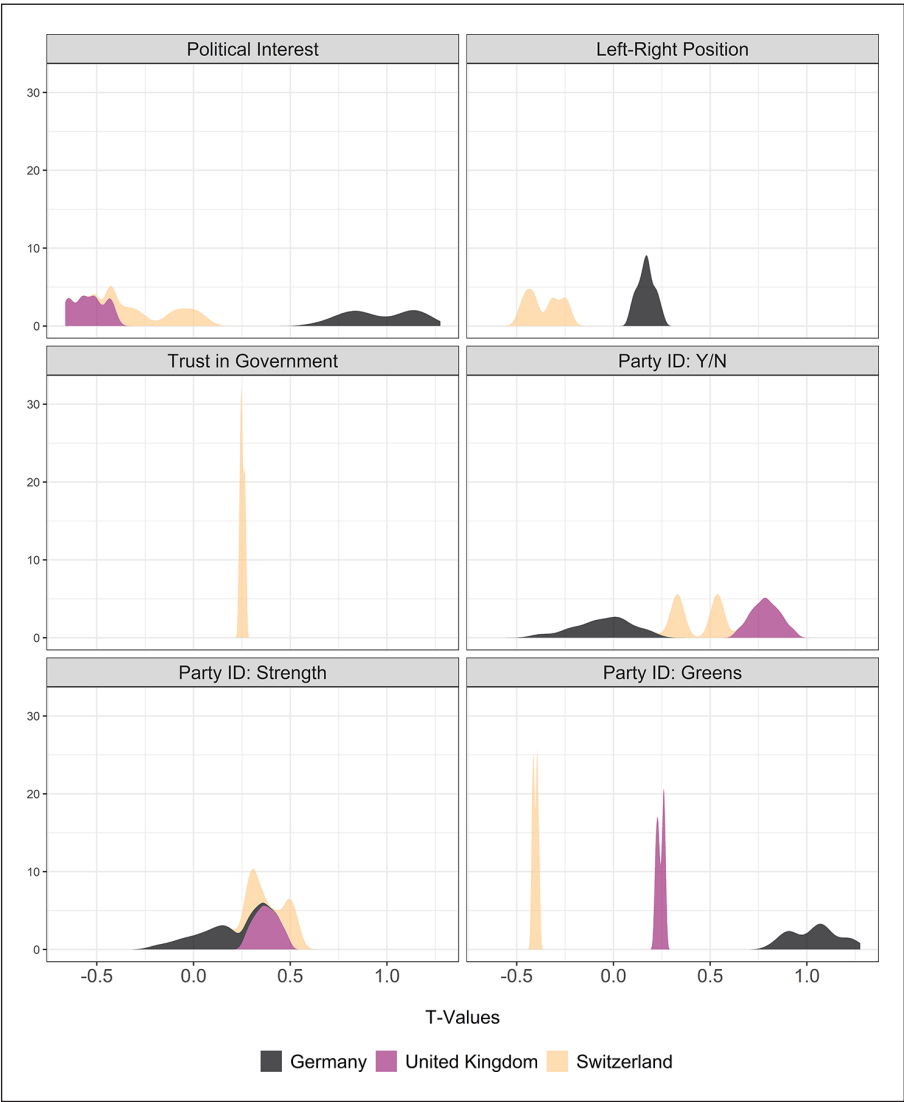 Political Interest Left-Right Position
30
20
10
0
Trust in Government Party ID: Y/N
30
20
10
0
Party ID: Strength Party ID: Greens
30
20
10
0
-0.5 0.0 0.5 1.0 -0.5 0.0 0.5 1.0
T-Values
Germany United Kingdom Switzerland